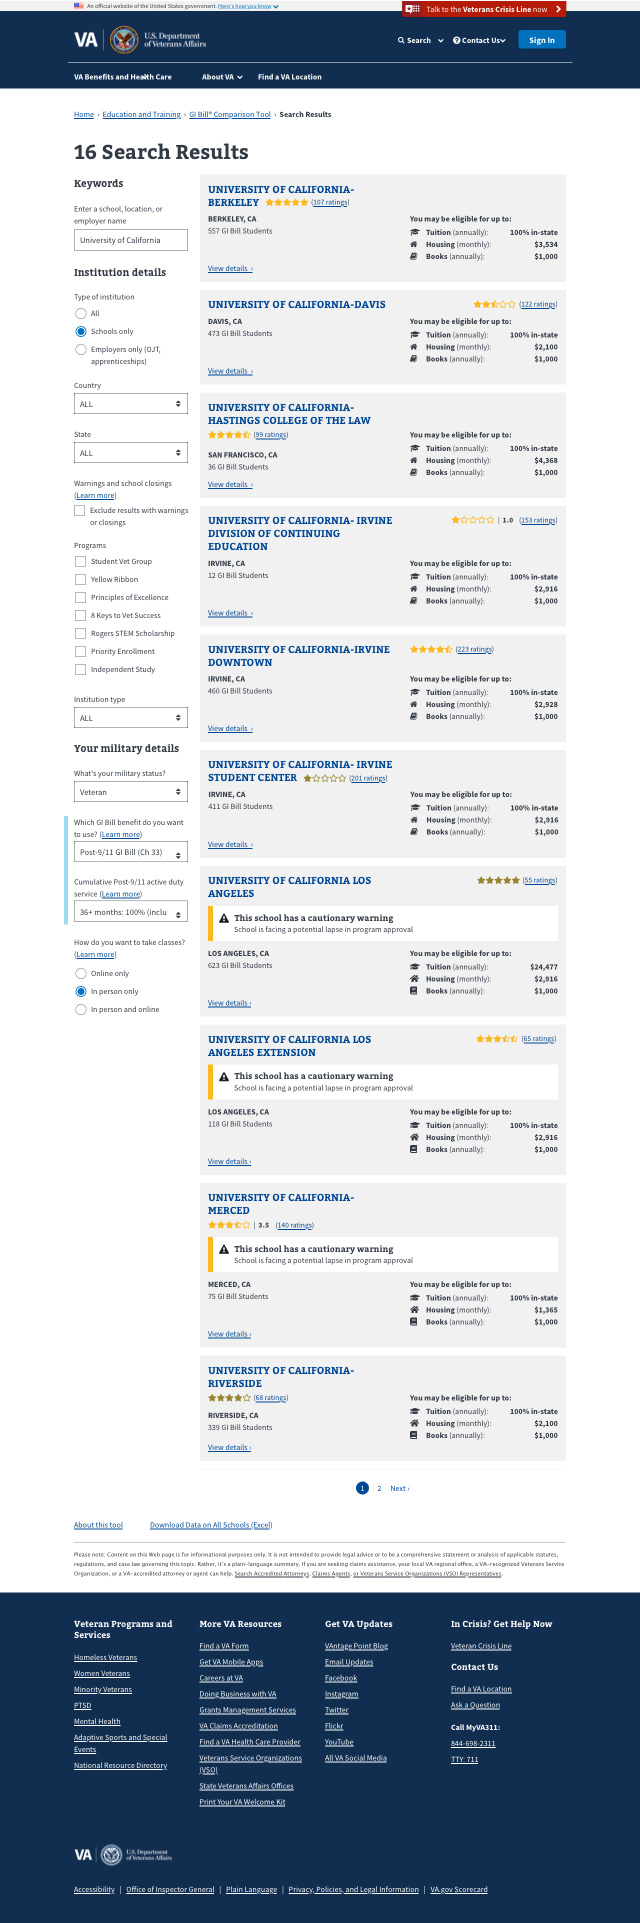 An official website of the United States government. Here's how you know
Talk to the Veterans Crisis Line now
VA
U.S. Department
of Veterans Affairs
Search
Contact Us
Sign In
VA Benefits and Health Care
About VA
Find a VA Location
Home › Education and Training › GI Bill® Comparison Tool › Search Results
16 Search Results
Keywords
Enter a school, location, or
employer name
University of California
Institution details
Type of institution
All
Schools only
Employers only (OJT,
apprenticeships)
Country
ALL
State
ALL
Warnings and school closings
(Learn more)
Exclude results with warnings
or closings
Programs
Student Vet Group
Yellow Ribbon
Principles of Excellence
8 Keys to Vet Success
Rogers STEM Scholarship
Priority Enrollment
Independent Study
Institution type
ALL
Your military details
What's your military status?
Veteran
Which GI Bill benefit do you want
to use? (Learn more)
Post-9/11 GI Bill (Ch 33)
Cumulative Post-9/11 active duty
service (Learn more)
36+ months: 100% (inclu
How do you want to take classes?
(Learn more)
Online only
In person only
In person and online
UNIVERSITY OF CALIFORNIA-
BERKELEY (107 ratings)
BERKELEY, CA
557 GI Bill Students
View details ›
You may be eligible for up to:
Tuition (annually): 100% in-state
Housing (monthly): $3,534
Books (annually): $1,000
UNIVERSITY OF CALIFORNIA-DAVIS (122 ratings)
DAVIS, CA
473 GI Bill Students
View details ›
You may be eligible for up to:
Tuition (annually): 100% in-state
Housing (monthly): $2,100
Books (annually): $1,000
UNIVERSITY OF CALIFORNIA-
HASTINGS COLLEGE OF THE LAW
(99 ratings)
SAN FRANCISCO, CA
36 GI Bill Students
View details ›
You may be eligible for up to:
Tuition (annually): 100% in-state
Housing (monthly): $4,368
Books (annually): $1,000
UNIVERSITY OF CALIFORNIA- IRVINE
DIVISION OF CONTINUING
EDUCATION
| 1.0 (153 ratings)
IRVINE, CA
12 GI Bill Students
View details ›
You may be eligible for up to:
Tuition (annually): 100% in-state
Housing (monthly): $2,916
Books (annually): $1,000
UNIVERSITY OF CALIFORNIA-IRVINE
DOWNTOWN
(223 ratings)
IRVINE, CA
460 GI Bill Students
View details ›
You may be eligible for up to:
Tuition (annually): 100% in-state
Housing (monthly): $2,928
Books (annually): $1,000
UNIVERSITY OF CALIFORNIA- IRVINE
STUDENT CENTER (201 ratings)
IRVINE, CA
411 GI Bill Students
View details ›
You may be eligible for up to:
Tuition (annually): 100% in-state
Housing (monthly): $2,916
Books (annually): $1,000
UNIVERSITY OF CALIFORNIA LOS
ANGELES
(55 ratings)
This school has a cautionary warning
School is facing a potential lapse in program approval
LOS ANGELES, CA
623 GI Bill Students
View details ›
You may be eligible for up to:
Tuition (annually): $24,477
Housing (monthly): $2,916
Books (annually): $1,000
UNIVERSITY OF CALIFORNIA LOS
ANGELES EXTENSION
(65 ratings)
This school has a cautionary warning
School is facing a potential lapse in program approval
LOS ANGELES, CA
118 GI Bill Students
View details ›
You may be eligible for up to:
Tuition (annually): 100% in-state
Housing (monthly): $2,916
Books (annually): $1,000
UNIVERSITY OF CALIFORNIA-
MERCED
| 3.5 (140 ratings)
This school has a cautionary warning
School is facing a potential lapse in program approval
MERCED, CA
75 GI Bill Students
View details ›
You may be eligible for up to:
Tuition (annually): 100% in-state
Housing (monthly): $1,365
Books (annually): $1,000
UNIVERSITY OF CALIFORNIA-
RIVERSIDE
(68 ratings)
RIVERSIDE, CA
339 GI Bill Students
View details ›
You may be eligible for up to:
Tuition (annually): 100% in-state
Housing (monthly): $2,100
Books (annually): $1,000
1 2 Next ›
About this tool
Download Data on All Schools (Excel)
Please note: Content on this Web page is for informational purposes only. It is not intended to provide legal advice or to be a comprehensive statement or analysis of applicable statutes,
regulations, and case law governing this topic. Rather, it's a plain-language summary. If you are seeking claims assistance, your local VA regional office, a VA-recognized Veterans Service
Organization, or a VA-accredited attorney or agent can help. Search Accredited Attorneys, Claims Agents, or Veterans Service Organizations (VSO) Representatives.
Veteran Programs and
Services
Homeless Veterans
Women Veterans
Minority Veterans
PTSD
Mental Health
Adaptive Sports and Special
Events
National Resource Directory
More VA Resources
Find a VA Form
Get VA Mobile Apps
Careers at VA
Doing Business with VA
Grants Management Services
VA Claims Accreditation
Find a VA Health Care Provider
Veterans Service Organizations
(VSO)
State Veterans Affairs Offices
Print Your VA Welcome Kit
Get VA Updates
VAntage Point Blog
Email Updates
Facebook
Instagram
Twitter
Flickr
YouTube
All VA Social Media
In Crisis? Get Help Now
Veteran Crisis Line
Contact Us
Find a VA Location
Ask a Question
Call MyVA311:
844-698-2311
TTY: 711
VA
U.S. Department
of Veterans Affairs
Accessibility | Office of Inspector General | Plain Language | Privacy, Policies, and Legal Information | VA.gov Scorecard